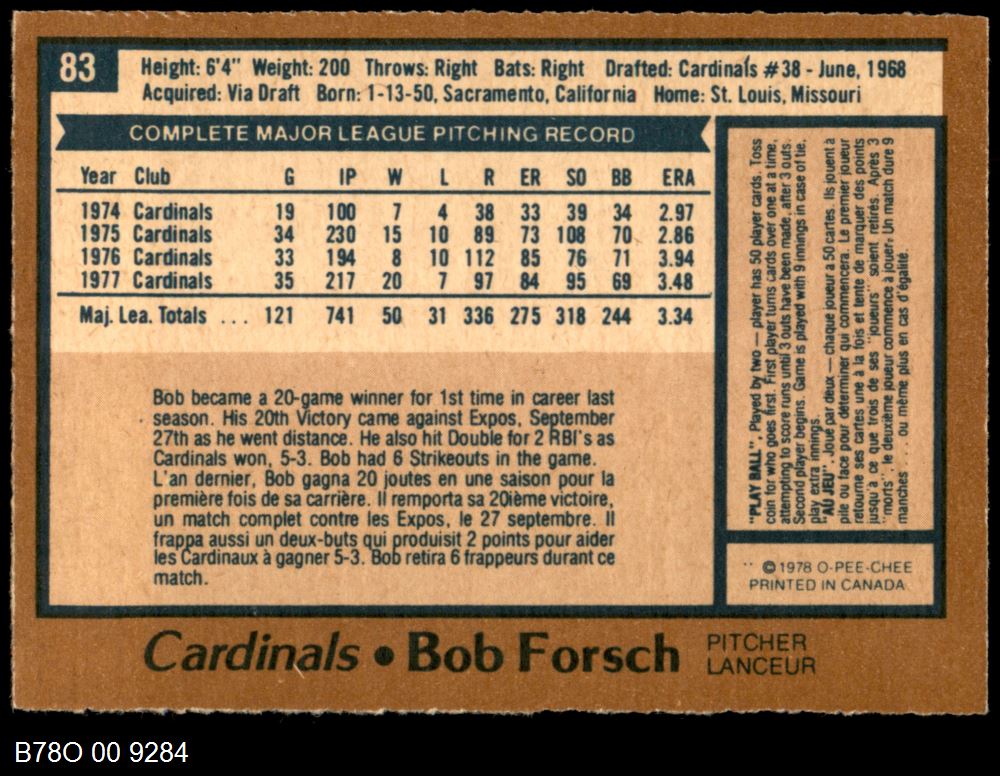 83
Height: 6'4" Weight: 200 Throws: Right Bats: Right Drafted: Cardinals #38 - June, 1968
Acquired: Via Draft Born: 1-13-50, Sacramento, California Home: St. Louis, Missouri
COMPLETE MAJOR LEAGUE PITCHING RECORD
Year Club G IP W L R ER SO BB ERA
1974 Cardinals 19 100 7 4 38 33 39 34 2.97
1975 Cardinals 34 230 15 10 89 73 108 70 2.86
1976 Cardinals 33 194 8 10 112 85 76 71 3.94
1977 Cardinals 35 217 20 7 97 84 95 69 3.48
Maj. Lea. Totals ... 121 741 50 31 336 275 318 244 3.34
Bob became a 20-game winner for 1st time in career last
season. His 20th Victory came against Expos, September
27th as he went distance. He also hit Double for 2 RBI's as
Cardinals won, 5-3. Bob had 6 Strikeouts in the game.
L'an dernier, Bob gagna 20 joutes en une saison pour la
première fois de sa carrière. Il remporta sa 20ième victoire,
un match complet contre les Expos, le 27 septembre. Il
frappa aussi un deux-buts qui produisit 2 points pour aider
les Cardinaux à gagner 5-3. Bob retira 6 frappeurs durant ce
match.
"PLAY BALL". Played by two — player has 50 player cards. Toss
coin for who goes first. First player turns cards over one at a time,
attempting to score runs until 3 outs have been made, after 3 outs.
Second player begins. Game is played with 9 innings in case of tie,
play extra innings.
"AU JEU". Joué par deux — chaque joueur a 50 cartes. Ils jouent à
pile ou face pour déterminer qui commencera. Le premier joueur
retourne ses cartes une à la fois et tente de marquer des points
jusqu'à ce que trois de ses "joueurs" soient retirés. Après 3
"morts", le deuxième joueur commence à jouer. Un match dure 9
manches ... ou même plus en cas d'égalité.
© 1978 O-PEE-CHEE
PRINTED IN CANADA
Cardinals • Bob Forsch PITCHER
LANCEUR
B78O 00 9284